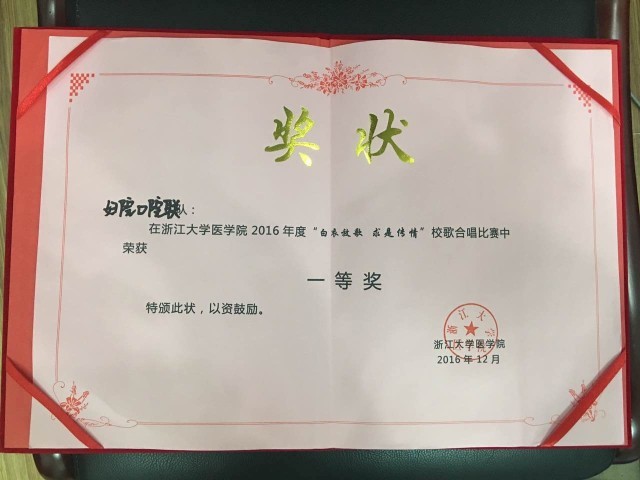 奖状
妇院口腔联队：
在浙江大学医学院 2016 年度“白衣放歌 求是传情”校歌合唱比赛中
荣获
一等奖
特颁此状，以资鼓励。
浙江大学医学院
2016 年 12 月